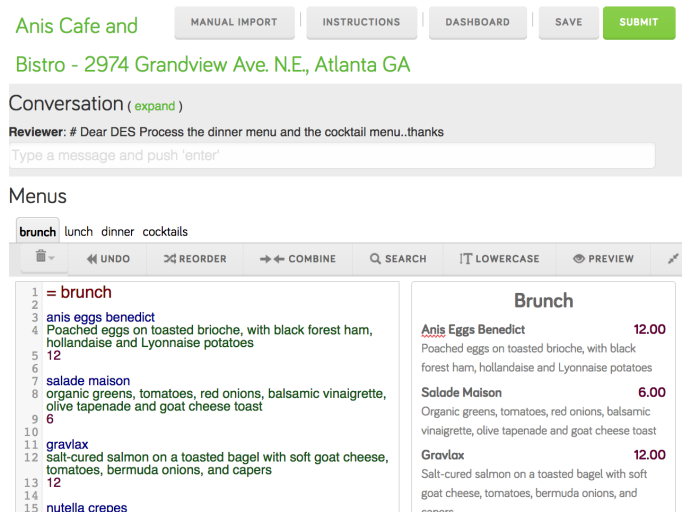 Anis Cafe and
Bistro - 2974 Grandview Ave. N.E., Atlanta GA
MANUAL IMPORT
INSTRUCTIONS
DASHBOARD
SAVE
SUBMIT
Conversation ( expand )
Reviewer: # Dear DES Process the dinner menu and the cocktail menu..thanks
Type a message and push 'enter'
Menus
brunch lunch dinner cocktails
UNDO REORDER COMBINE SEARCH LOWERCASE PREVIEW
1 = brunch
2
3 anis eggs benedict
4 Poached eggs on toasted brioche, with black forest ham,
hollandaise and Lyonnaise potatoes
5 12
6
7 salade maison
8 organic greens, tomatoes, red onions, balsamic vinaigrette,
olive tapenade and goat cheese toast
9 6
10
11 gravlax
12 salt-cured salmon on a toasted bagel with soft goat cheese,
tomatoes, bermuda onions, and capers
13 12
14
15 nutella crepes
Brunch
Anis Eggs Benedict 12.00
Poached eggs on toasted brioche, with black
forest ham, hollandaise and Lyonnaise potatoes
Salade Maison 6.00
Organic greens, tomatoes, red onions, balsamic
vinaigrette, olive tapenade and goat cheese toast
Gravlax 12.00
Salt-cured salmon on a toasted bagel with soft
goat cheese, tomatoes, bermuda onions, and
capers